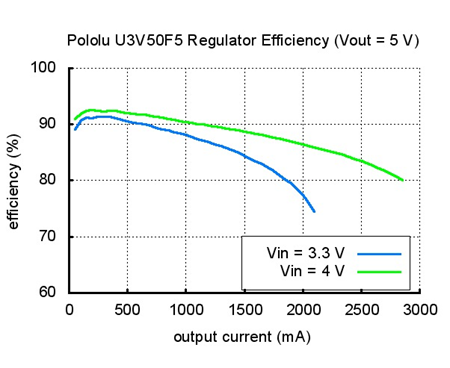 Pololu U3V50F5 Regulator Efficiency (Vout = 5 V)
100
90
80
70
60
efficiency (%)
Vin = 3.3 V
Vin = 4 V
0 500 1000 1500 2000 2500 3000
output current (mA)